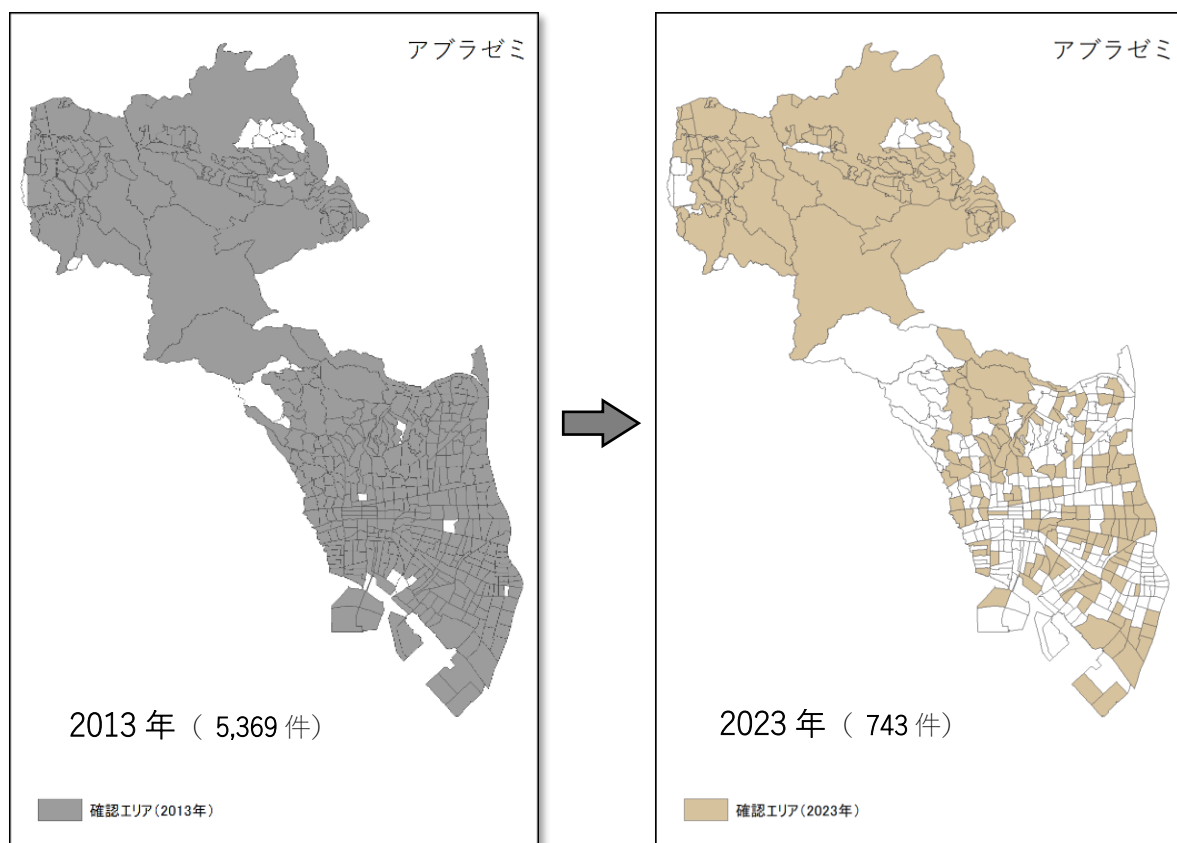 アブラゼミ
2013 年 ( 5,369 件)
確認エリア(2013年)
アブラゼミ
2023 年 ( 743 件)
確認エリア(2023年)